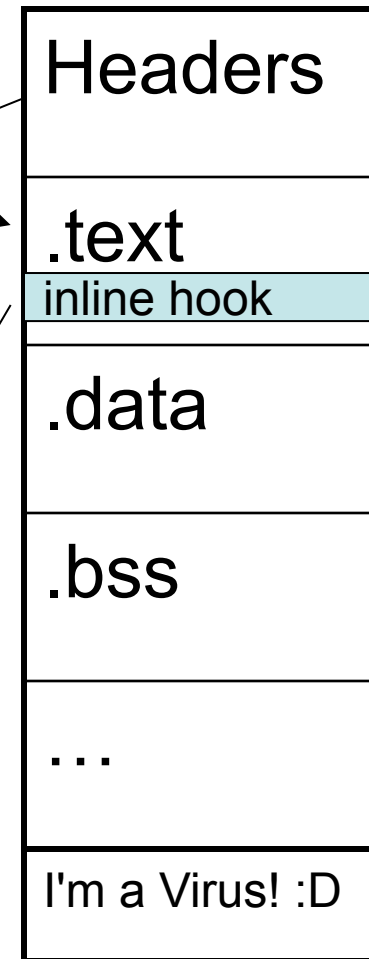 Headers
.text
inline hook
.data
.bss
…
I'm a Virus! :D